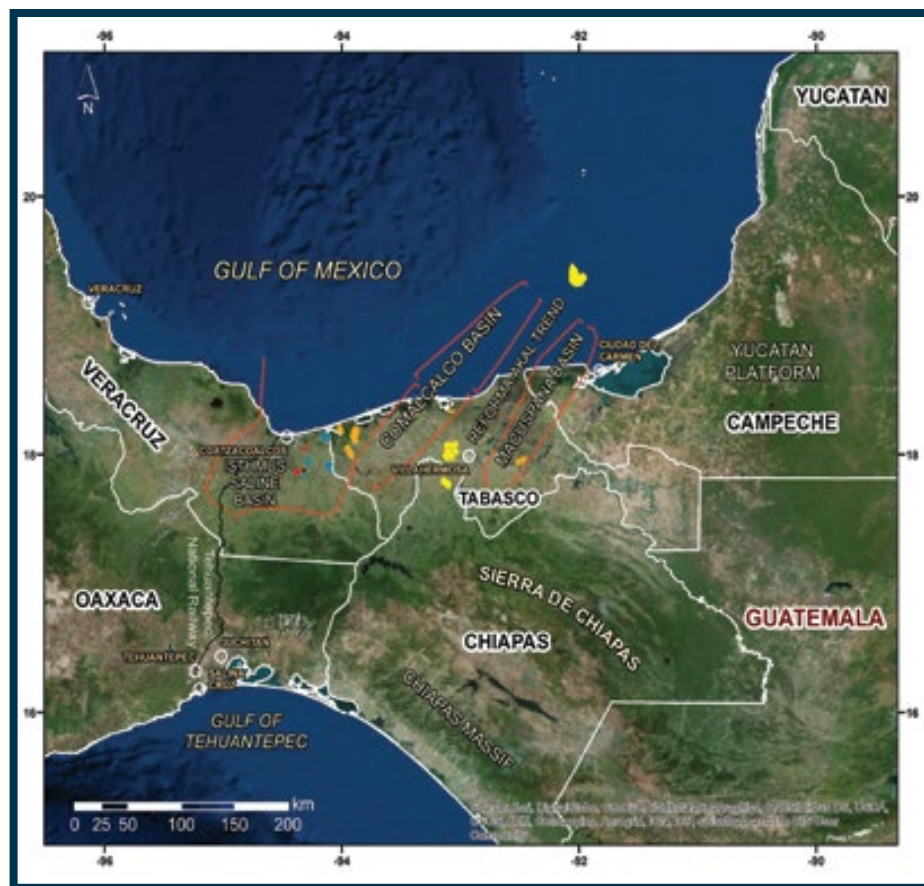 -96 -94 -92 -90
N
YUCATAN
20 20
GULF OF MEXICO
VERACRUZ
COMALCALCO BASIN
REFORMA AKAL TREND
MACUSPANA BASIN
CIUDAD DEL
CARMEN
YUCATAN
PLATFORM
VERACRUZ
CAMPECHE
18 18
COATZACOALCOS
ISTMUS
SALINE
BASIN
VILLAHERMOSA
TABASCO
Tehuantepec
National Railway
OAXACA
SIERRA DE CHIAPAS
GUATEMALA
CHIAPAS
JUCHITAN
TEHUANTEPEC
SALINA
CRUZ
CHIAPAS MASSIF
16 16
GULF OF
TEHUANTEPEC
km
0 25 50 100 150 200
-96 -94 -92 -90